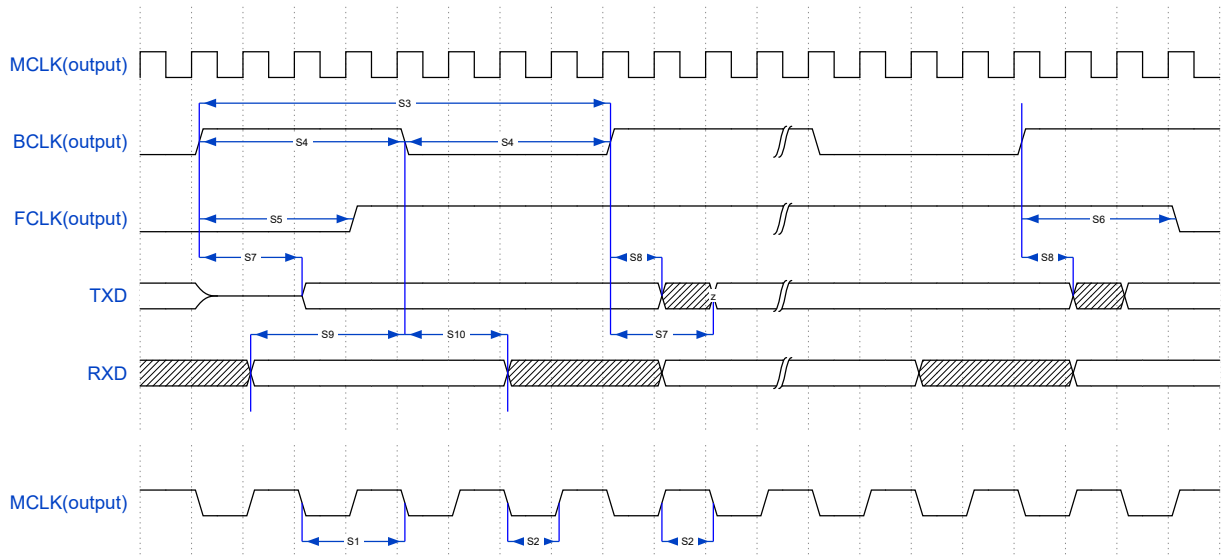 MCLK(output)
S3
BCLK(output)
S4 S4
FCLK(output)
S5 S6
S7 S8 S8
TXD
z
S9 S10 S7
RXD
MCLK(output)
S1 S2 S2